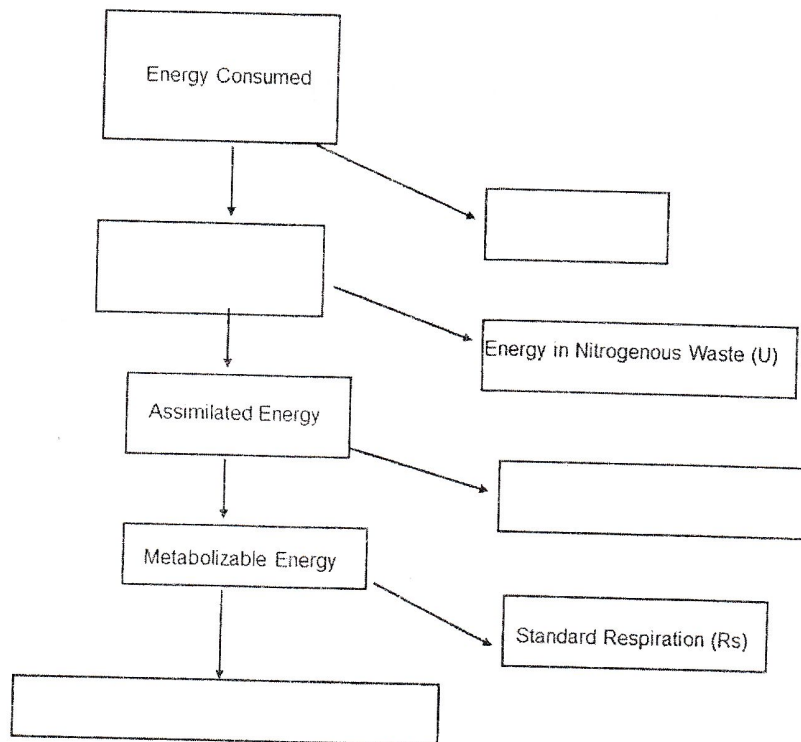 Energy Consumed
Energy in Nitrogenous Waste (U)
Assimilated Energy
Metabolizable Energy
Standard Respiration (Rs)